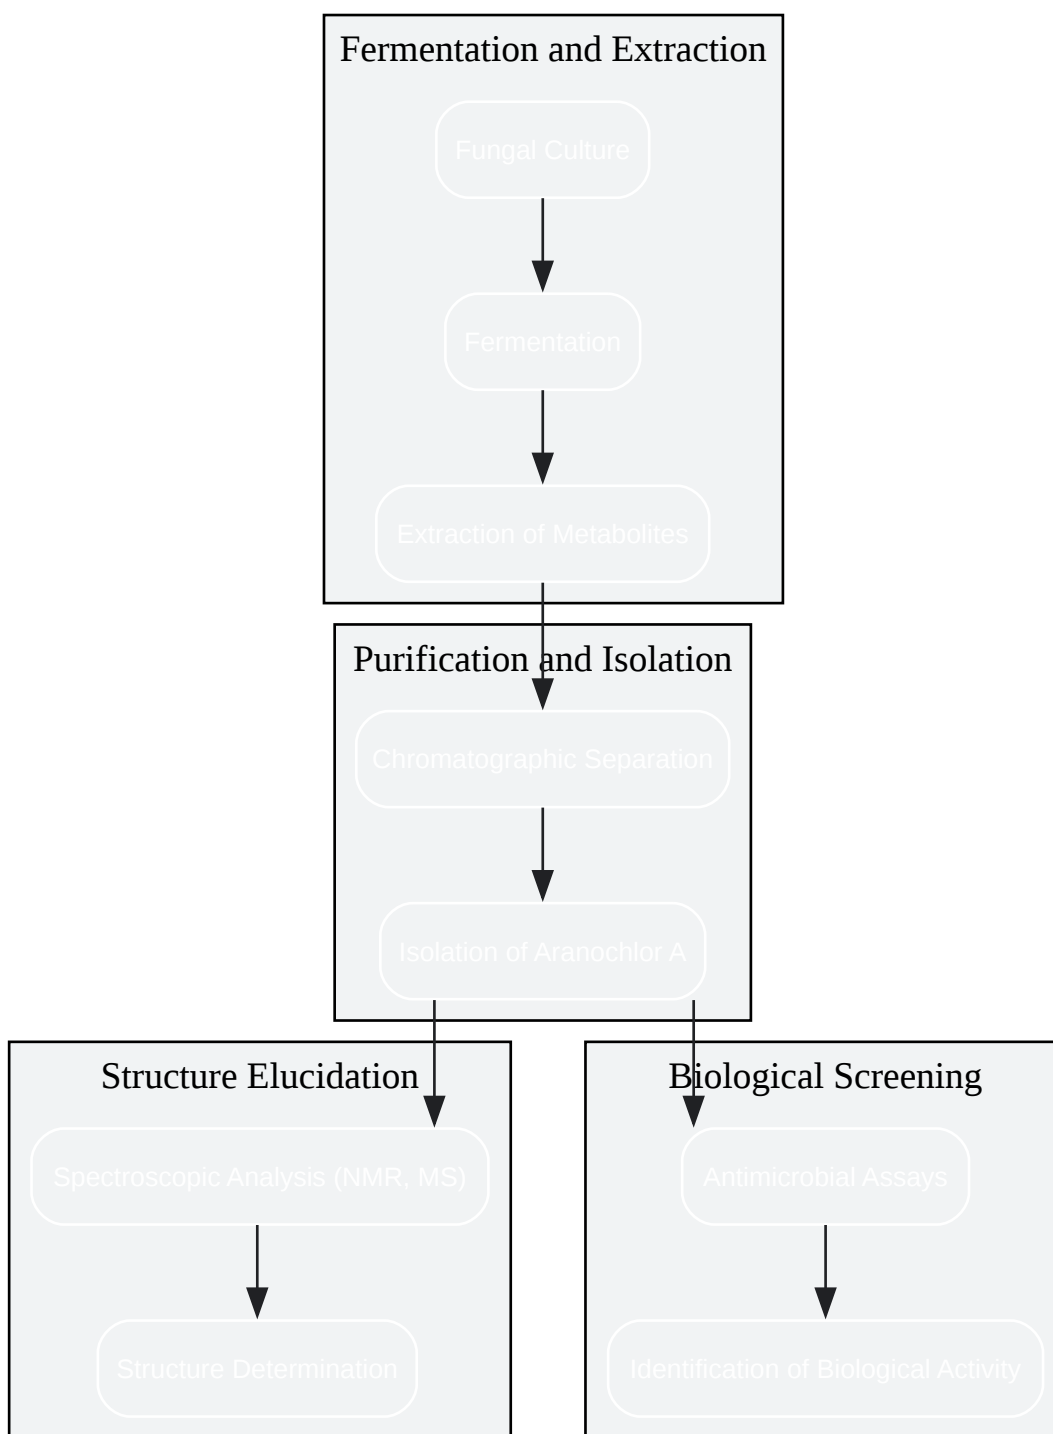 Fermentation and Extraction
Fungal Culture
Fermentation
Extraction of Metabolites
Purification and Isolation
Chromatographic Separation
Isolation of Aranochlor A
Structure Elucidation
Spectroscopic Analysis (NMR, MS)
Structure Determination
Biological Screening
Antimicrobial Assays
Identification of Biological Activity